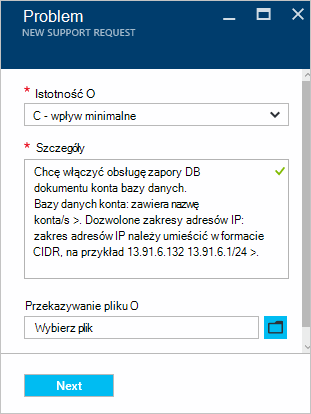 Problem
NEW SUPPORT REQUEST
* Istotność O
C - wpływ minimalne
* Szczegóły
Chcę włączyć obsługę zapory DB
dokumentu konta bazy danych.
Bazy danych konta: zawiera nazwę
konta/s >. Dozwolone zakresy adresów IP:
zakres adresów IP należy umieścić w formacie
CIDR, na przykład 13.91.6.132 13.91.6.1/24 >.
Przekazywanie pliku O
Wybierz plik
Next